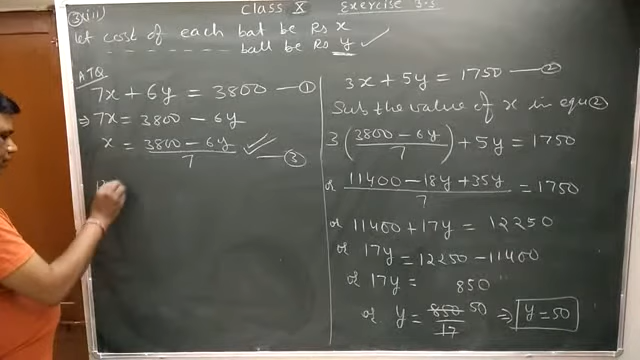 Class X Exercise 3.3
3(iii)
let cost of each bat be Rs x
ball be Rs y
ATQ
7x + 6y = 3800 — ①
⇒ 7x = 3800 - 6y
x = (3800 - 6y)/7 — ③
3x + 5y = 1750 — ②
Sub the value of x in equ ②
3((3800 - 6y)/7) + 5y = 1750
or (11400 - 18y + 35y)/7 = 1750
or 11400 + 17y = 12250
or 17y = 12250 - 11400
or 17y = 850
or y = 850/17 50 ⇒ y = 50